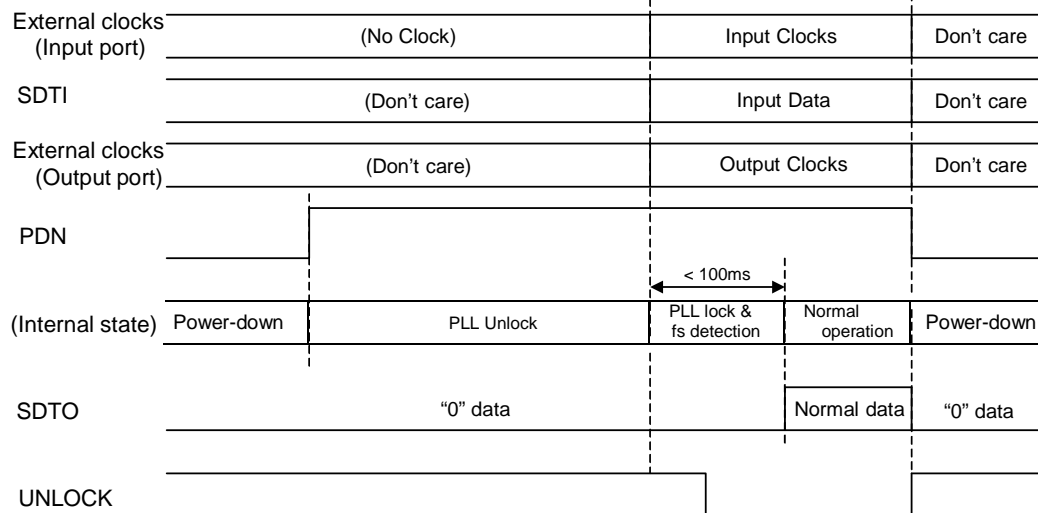 External clocks
(Input port)
(No Clock)
Input Clocks
Don’t care
SDTI
(Don’t care)
Input Data
Don’t care
External clocks
(Output port)
(Don’t care)
Output Clocks
Don’t care
PDN
< 100ms
(Internal state)
Power-down
PLL Unlock
PLL lock &
fs detection
Normal
operation
Power-down
SDTO
“0” data
Normal data
“0” data
UNLOCK